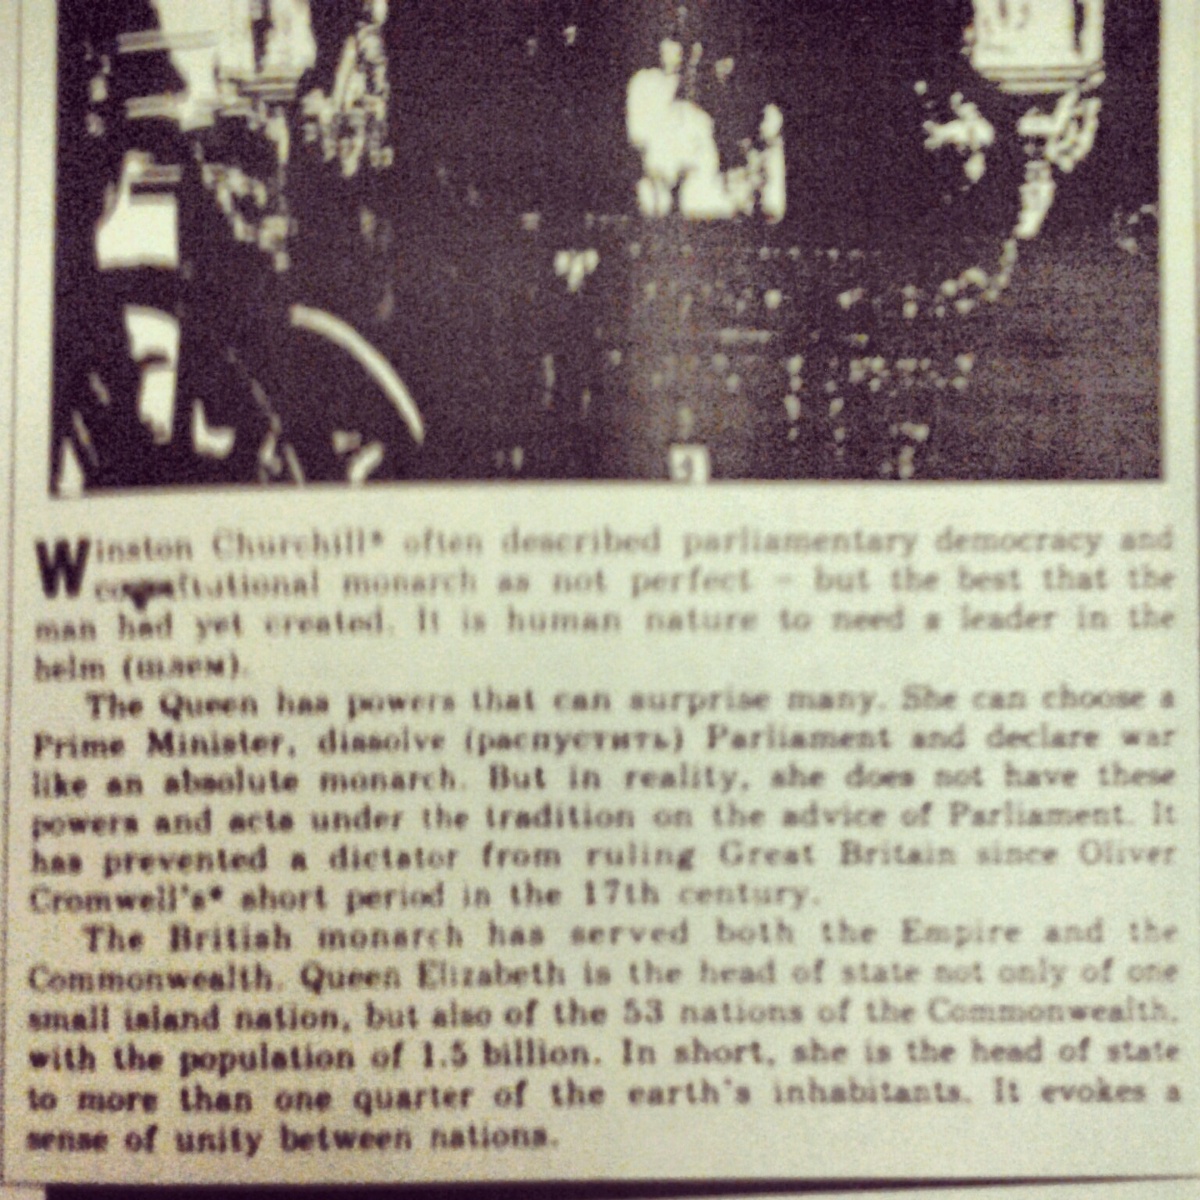 Winston Churchill* often described parliamentary democracy and
constitutional monarch as not perfect – but the best that the
man had yet created. It is human nature to need a leader in the
helm (шлем).
The Queen has powers that can surprise many. She can choose a
Prime Minister, dissolve (распустить) Parliament and declare war
like an absolute monarch. But in reality, she does not have these
powers and acts under the tradition on the advice of Parliament. It
has prevented a dictator from ruling Great Britain since Oliver
Cromwell's* short period in the 17th century.
The British monarch has served both the Empire and the
Commonwealth. Queen Elizabeth is the head of state not only of one
small island nation, but also of the 53 nations of the Commonwealth,
with the population of 1.5 billion. In short, she is the head of state
to more than one quarter of the earth's inhabitants. It evokes a
sense of unity between nations.